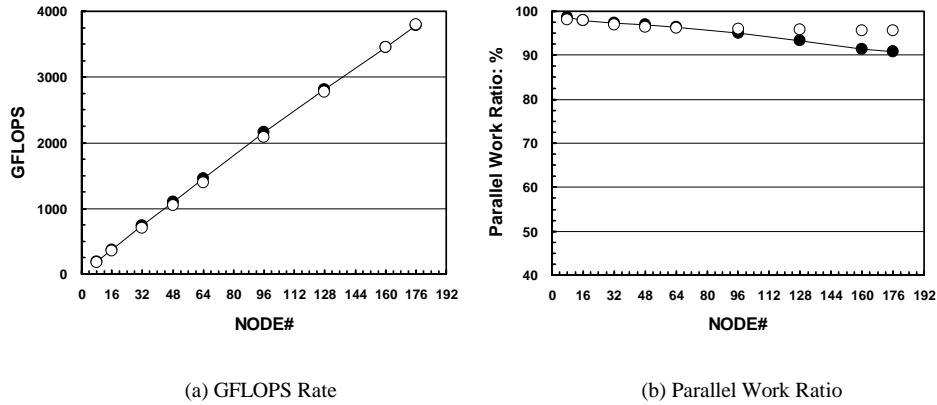 4000
3000
2000
1000
0
GFLOPS
0 16 32 48 64 80 96 112 128 144 160 176 192
NODE#
(a) GFLOPS Rate
100
90
80
70
60
50
40
Parallel Work Ratio: %
0 16 32 48 64 80 96 112 128 144 160 176 192
NODE#
(b) Parallel Work Ratio